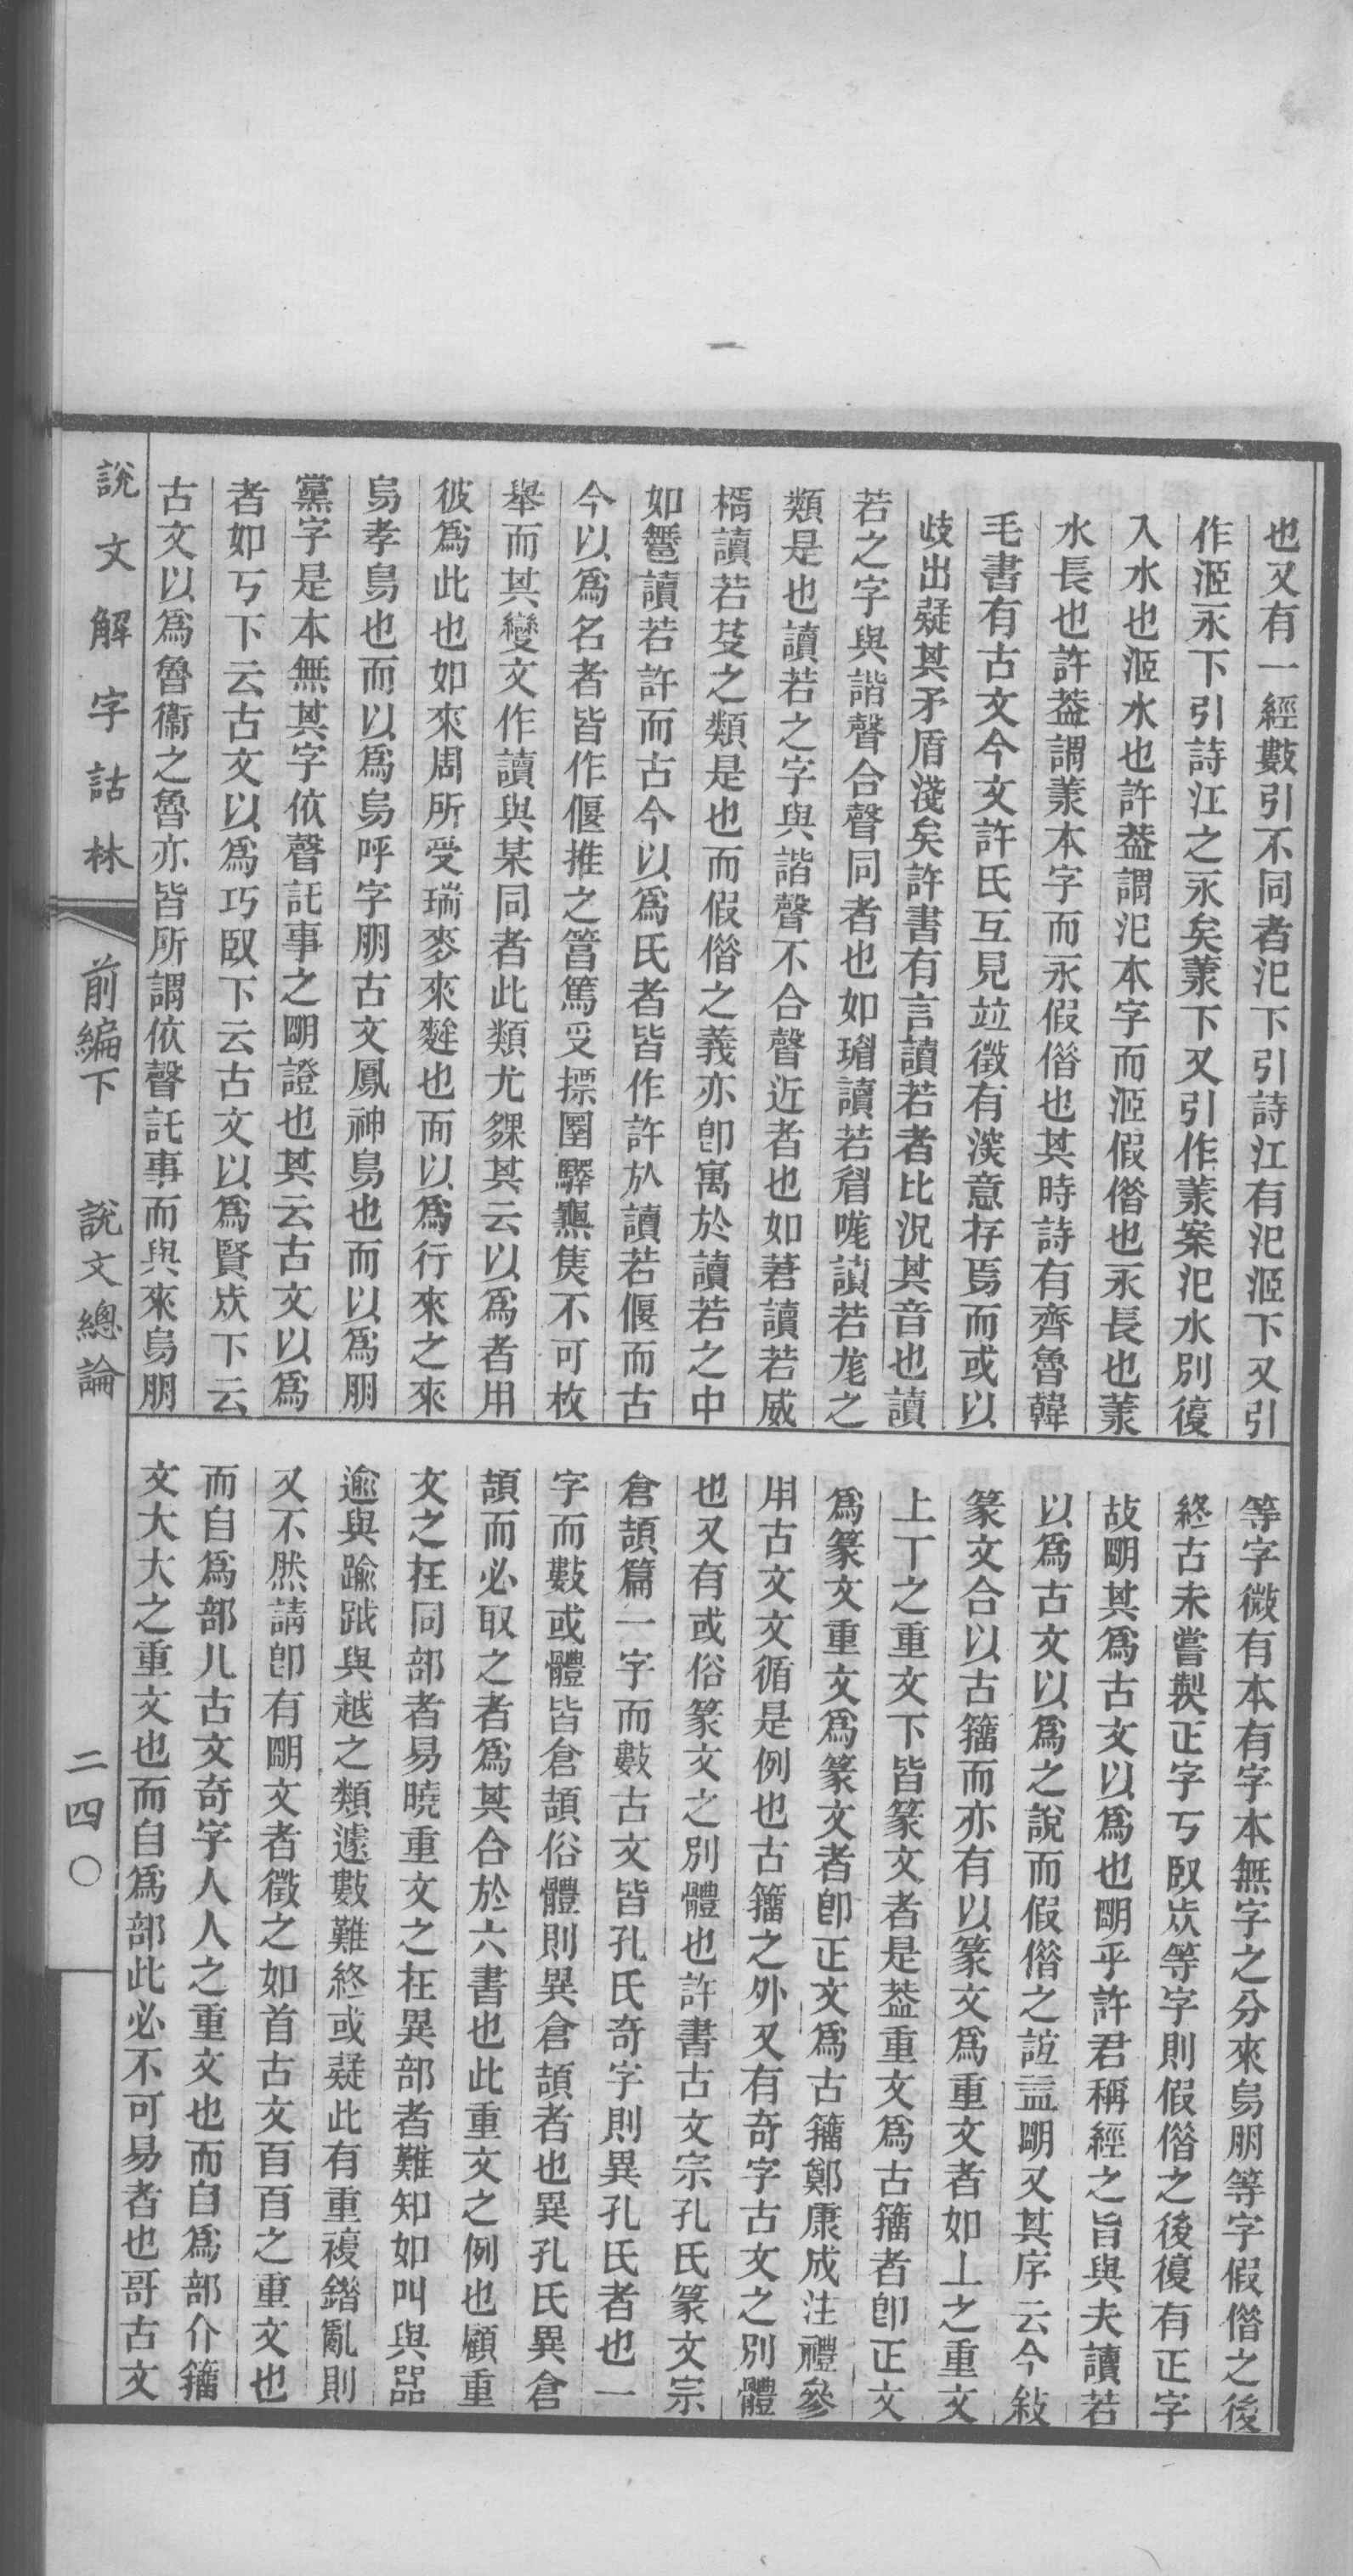 也又有一經數引不同者汜下引詩江有汜洍下又引
作洍永下引詩江之永矣羕下又引作羕案汜水別復
入水也洍水也許葢謂汜本字而洍假借也永長也羕
水長也許葢謂羕本字而永假借也其時詩有齊魯韓
毛書有古文今文許氏互見竝徵有深意存焉而或以
歧出疑其矛盾淺矣許書有言讀若者比況其音也讀
若之字與諧聲合聲同者也如瑂讀若眉哤讀若尨之
類是也讀若之字與諧聲不合聲近者也如莙讀若威
楈讀若芟之類是也而假借之義亦卽寓於讀若之中
如鄦讀若許而古今以爲氏者皆作許㫃讀若偃而古
今以爲名者皆作偃推之䈞篤𠬪摽圛驛𤍽雋不可枚
舉而其變文作讀與某同者此類尤夥其云以爲者用
彼爲此也如來周所受瑞麥來麰也而以爲行來之來
烏孝鳥也而以爲烏呼字朋古文鳳神鳥也而以爲朋
黨字是本無其字依聲託事之朙證也其云古文以爲
者如丂下云古文以爲巧臤下云古文以爲賢㡿下云
古文以爲魯衞之魯亦皆所謂依聲託事而與來烏朋
等字微有本有字本無字之分來烏朋等字假借之後
終古未嘗製正字丂臤㡿等字則假借之後復有正字
故朙其爲古文以爲也朙乎許君稱經之旨與夫讀若
以爲古文以爲之說而假借之誼益朙又其序云今敍
篆文合以古籒而亦有以篆文爲重文者如丄之重文
上丅之重文下皆篆文者是葢重文爲古籒者卽正文
爲篆文重文爲篆文者卽正文爲古籒鄭康成注禮參
用古文文循是例也古籒之外又有奇字古文之別體
也又有或俗篆文之別體也許書古文宗孔氏篆文宗
倉頡篇一字而數古文皆孔氏奇字則異孔氏者也一
字而數或體皆倉頡俗體則異倉頡者也異孔氏異倉
頡而必取之者爲其合於六書也此重文之例也顧重
文之在同部者易曉重文之在異部者難知如叫與嘂
逾與踰跐與越之類遽數難終或疑此有重複錯亂則
又不然請卽有朙文者徵之如首古文百百之重文也
而自爲部儿古文奇字人人之重文也而自爲部介籒
文大大之重文也而自爲部此必不可易者也哥古文
說文解字詁林
前編下
說文總論
二四〇